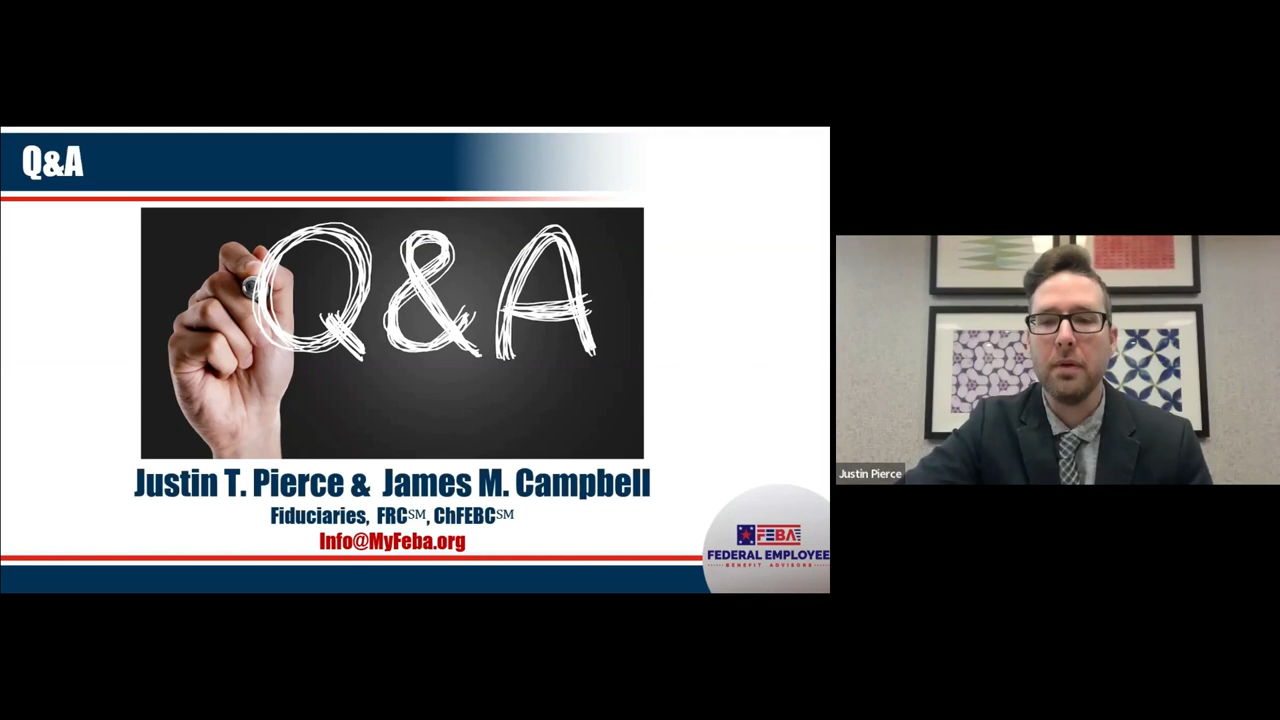 Q&A
Q&A
Justin T. Pierce & James M. Campbell
Fiduciaries, FRC℠, ChFEBC℠
Info@MyFeba.org
FEBA
FEDERAL EMPLOYEE
BENEFIT ADVISORS
Justin Pierce